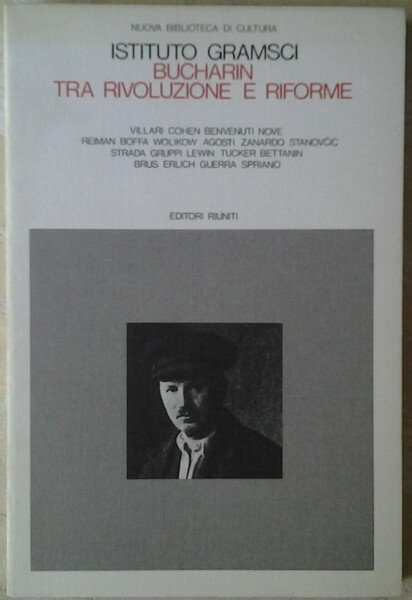 NUOVA BIBLIOTECA DI CULTURA
ISTITUTO GRAMSCI
BUCHARIN
TRA RIVOLUZIONE E RIFORME
VILLARI COHEN BENVENUTI NOVE
REIMAN BOFFA WOLIKOW AGOSTI ZANARDO STANOVČIĆ
STRADA GRUPPI LEWIN TUCKER BETTANIN
BRUS ERLICH GUERRA SPRIANO
EDITORI RIUNITI